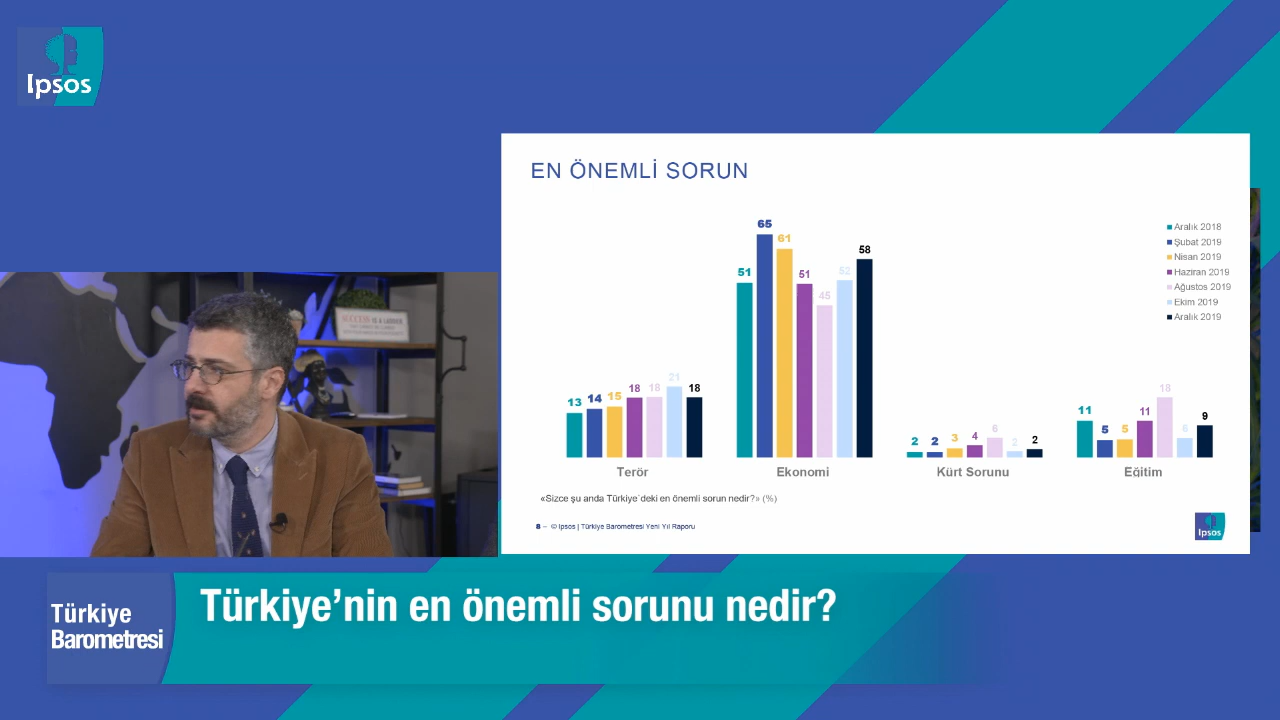 Ipsos
EN ÖNEMLİ SORUN
Aralık 2018
Şubat 2019
Nisan 2019
Haziran 2019
Ağustos 2019
Ekim 2019
Aralık 2019
13 14 15 18 18 21 18
51 65 61 51 45 52 58
2 2 3 4 6 2 2
11 5 5 11 18 6 9
Terör Ekonomi Kürt Sorunu Eğitim
«Sizce şu anda Türkiye`deki en önemli sorun nedir?» (%)
8 – © Ipsos | Türkiye Barometresi Yeni Yıl Raporu
Ipsos
SUCCESS IS A LADDER
Türkiye
Barometresi
Türkiye’nin en önemli sorunu nedir?